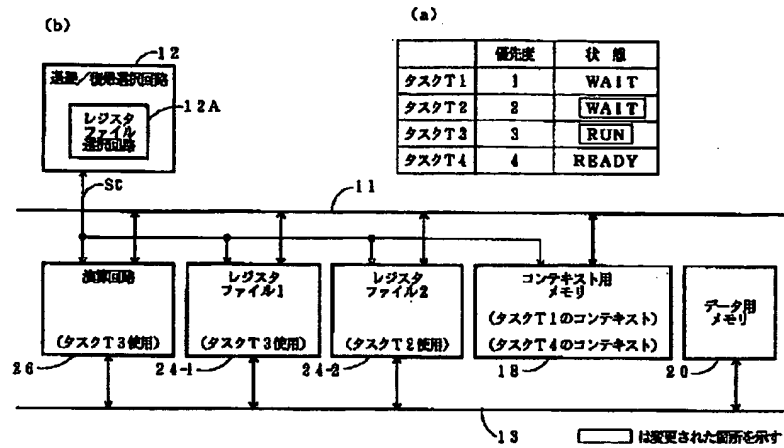 (b)
(a)
12
退避/復帰選択回路
12A
レジスタ
ファイル
選択回路
優先度 状態
タスクT1 1 WAIT
タスクT2 2 WAIT
タスクT3 3 RUN
タスクT4 4 READY
SC
11
演算回路
(タスクT3使用)
26
レジスタ
ファイル1
(タスクT3使用)
24-1
レジスタ
ファイル2
(タスクT2使用)
24-2
コンテキスト用
メモリ
(タスクT1のコンテキスト)
(タスクT4のコンテキスト)
18
データ用
メモリ
20
13
は変更された箇所を示す